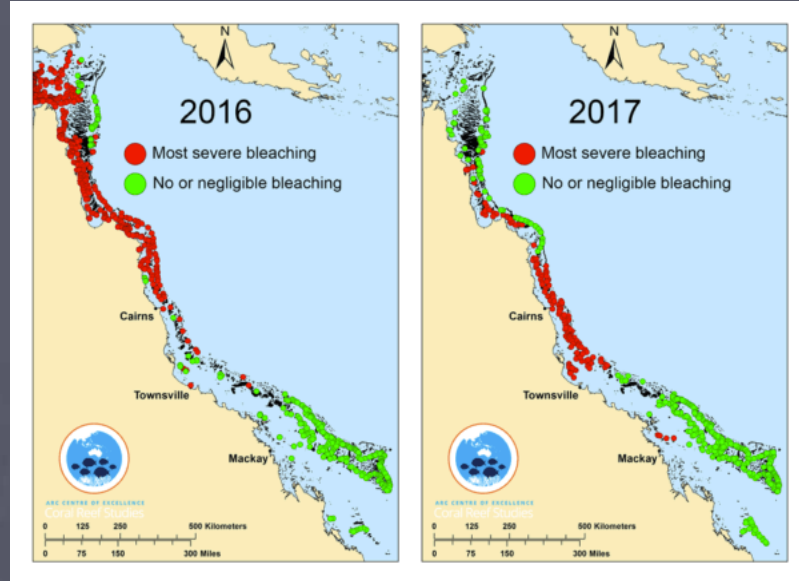 N
2016
Most severe bleaching
No or negligible bleaching
Cairns
Townsville
Mackay
ARC CENTRE OF EXCELLENCE
Coral Reef Studies
0 125 250 500 Kilometers
0 75 150 300 Miles
N
2017
Most severe bleaching
No or negligible bleaching
Cairns
Townsville
Mackay
ARC CENTRE OF EXCELLENCE
Coral Reef Studies
0 125 250 500 Kilometers
0 75 150 300 Miles